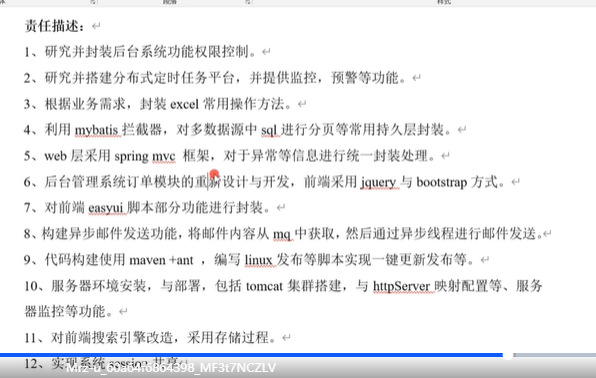 责任描述：
1、研究并封装后台系统功能权限控制。
2、研究并搭建分布式定时任务平台，并提供监控，预警等功能。
3、根据业务需求，封装 excel 常用操作方法。
4、利用 mybatis 拦截器，对多数据源中 sql 进行分页等常用持久层封装。
5、web 层采用 spring mvc 框架，对于异常等信息进行统一封装处理。
6、后台管理系统订单模块的重新设计与开发，前端采用 jquery 与 bootstrap 方式。
7、对前端 easyui 脚本部分功能进行封装。
8、构建异步邮件发送功能，将邮件内容从 mq 中获取，然后通过异步线程进行邮件发送。
9、代码构建使用 maven +ant ，编写 linux 发布等脚本实现一键更新发布等。
10、服务器环境安装，与部署，包括 tomcat 集群搭建，与 httpServer 映射配置等、服务
器监控等功能。
11、对前端搜索引擎改造，采用存储过程。
12、实现系统 session 共享